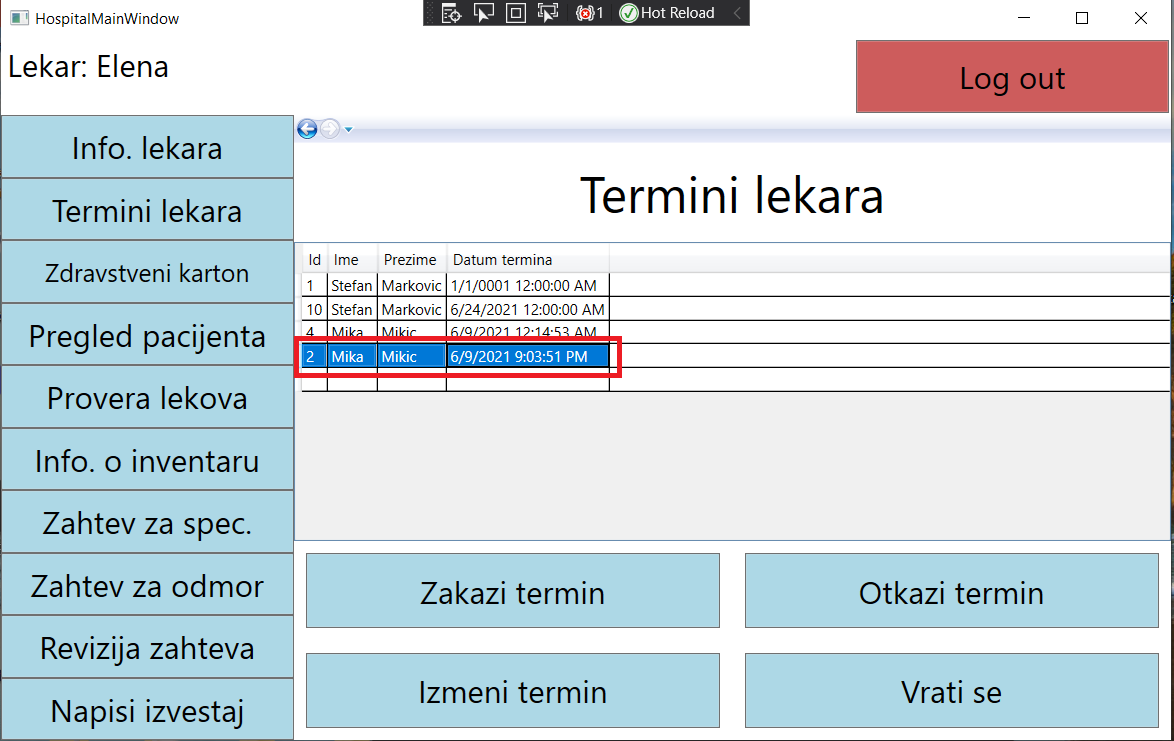 HospitalMainWindow
1
Hot Reload
Lekar: Elena
Log out
Info. lekara
Termini lekara
Zdravstveni karton
Pregled pacijenta
Provera lekova
Info. o inventaru
Zahtev za spec.
Zahtev za odmor
Revizija zahteva
Napisi izvestaj
Termini lekara
Id Ime Prezime Datum termina
1 Stefan Markovic 1/1/0001 12:00:00 AM
10 Stefan Markovic 6/24/2021 12:00:00 AM
4 Mika Mikic 6/9/2021 12:14:53 AM
2 Mika Mikic 6/9/2021 9:03:51 PM
Zakazi termin
Otkazi termin
Izmeni termin
Vrati se